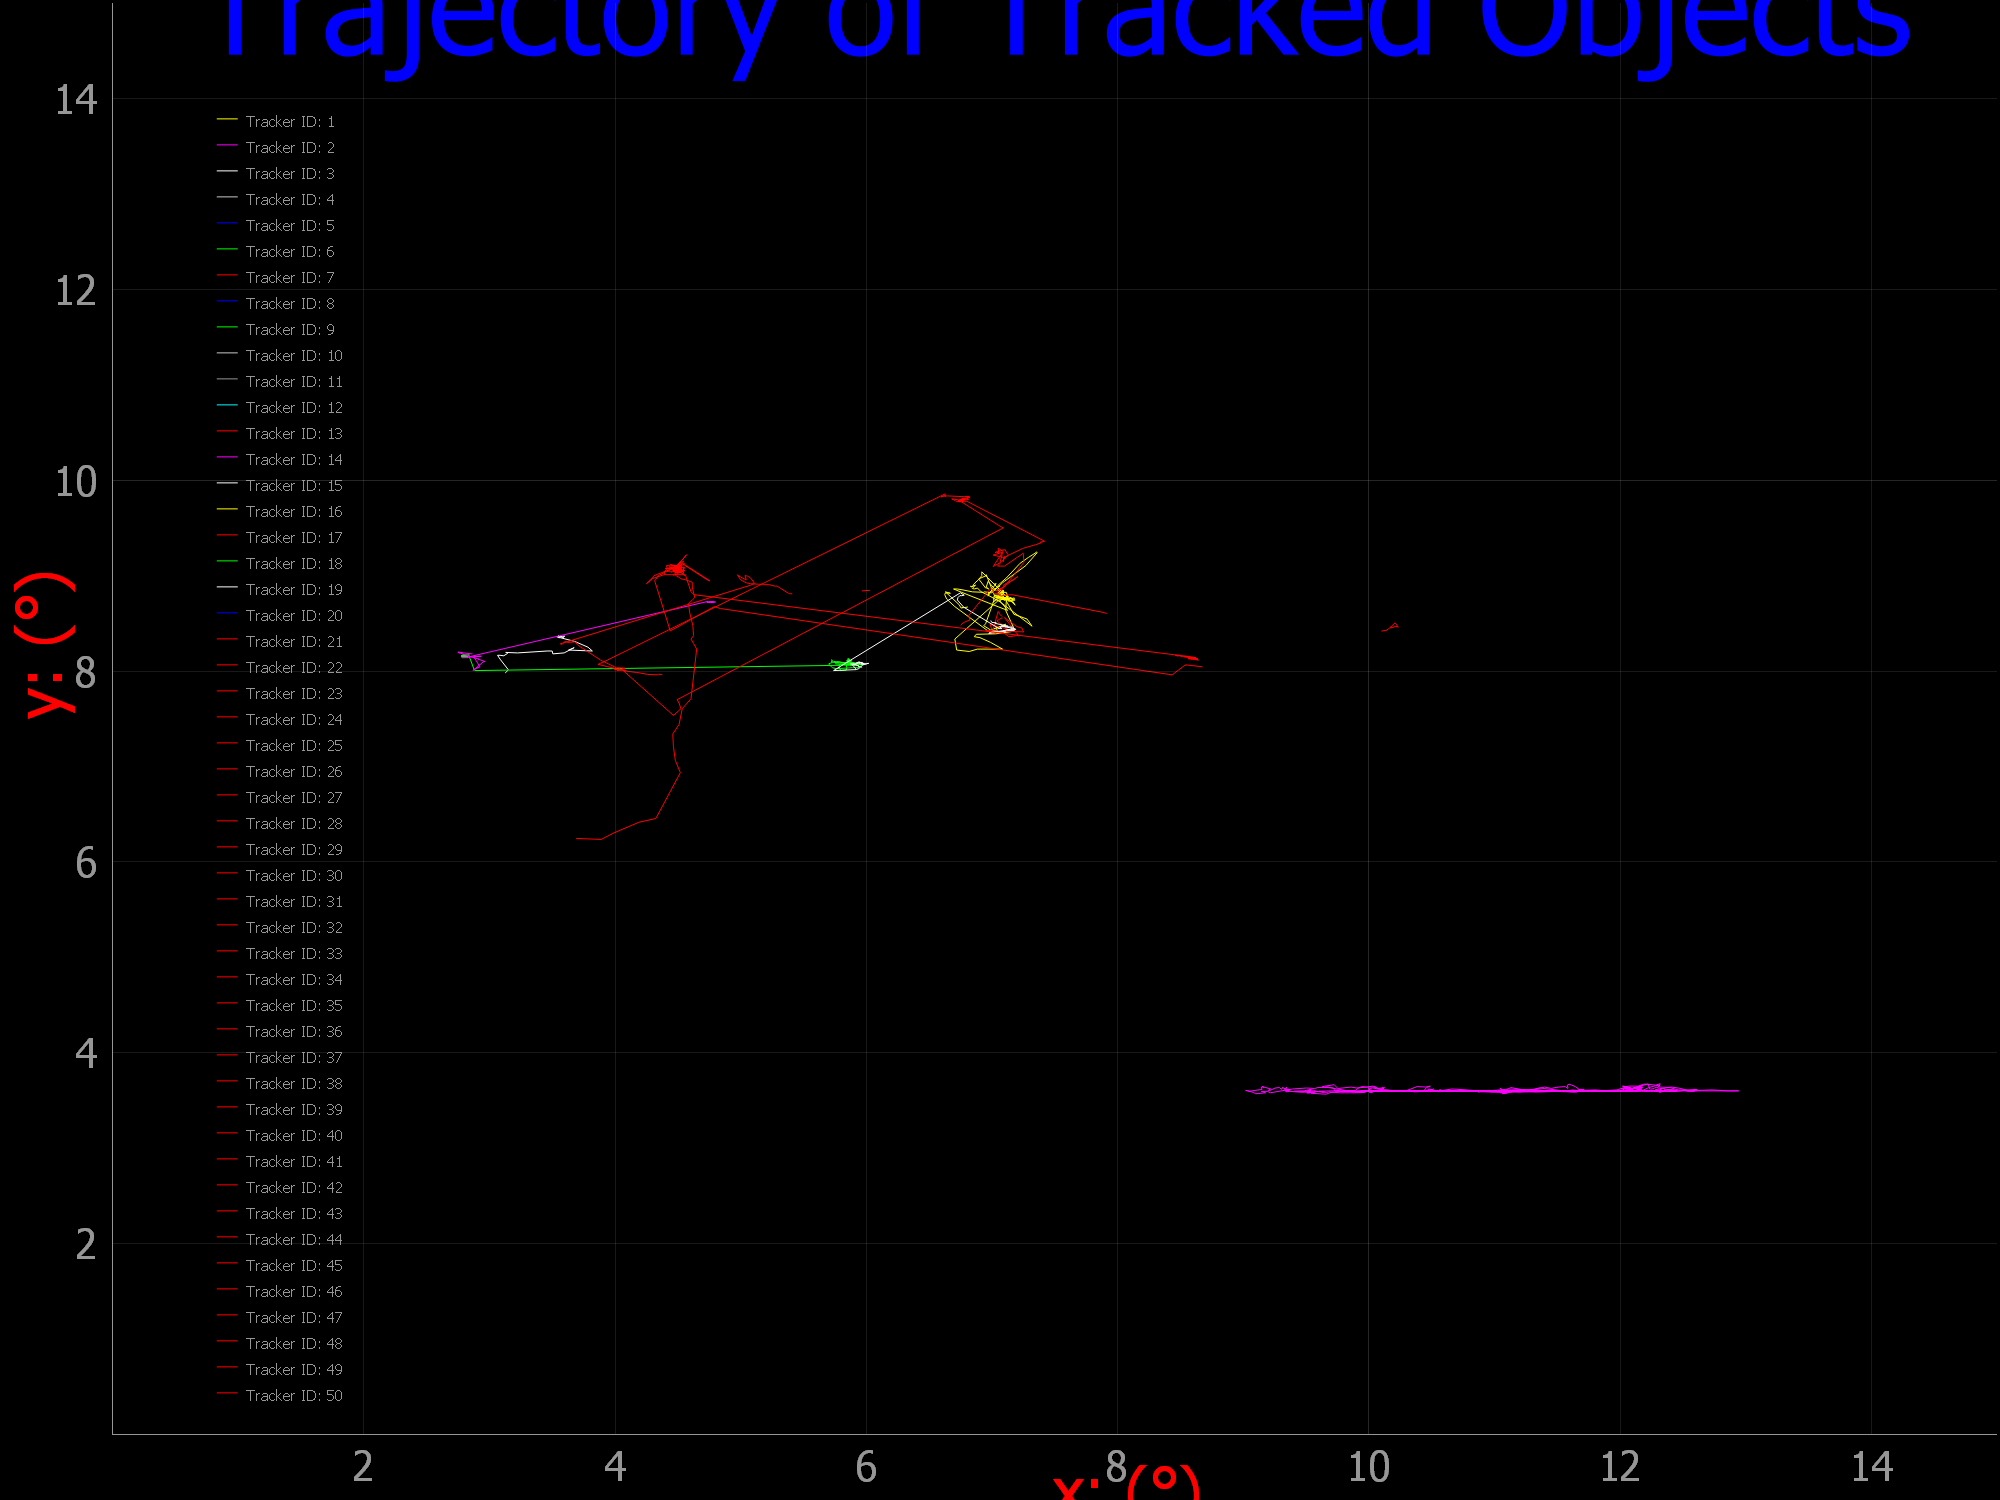 Trajectory of Tracked Objects
14
12
10
8
6
4
2
y: (°)
Tracker ID: 1
Tracker ID: 2
Tracker ID: 3
Tracker ID: 4
Tracker ID: 5
Tracker ID: 6
Tracker ID: 7
Tracker ID: 8
Tracker ID: 9
Tracker ID: 10
Tracker ID: 11
Tracker ID: 12
Tracker ID: 13
Tracker ID: 14
Tracker ID: 15
Tracker ID: 16
Tracker ID: 17
Tracker ID: 18
Tracker ID: 19
Tracker ID: 20
Tracker ID: 21
Tracker ID: 22
Tracker ID: 23
Tracker ID: 24
Tracker ID: 25
Tracker ID: 26
Tracker ID: 27
Tracker ID: 28
Tracker ID: 29
Tracker ID: 30
Tracker ID: 31
Tracker ID: 32
Tracker ID: 33
Tracker ID: 34
Tracker ID: 35
Tracker ID: 36
Tracker ID: 37
Tracker ID: 38
Tracker ID: 39
Tracker ID: 40
Tracker ID: 41
Tracker ID: 42
Tracker ID: 43
Tracker ID: 44
Tracker ID: 45
Tracker ID: 46
Tracker ID: 47
Tracker ID: 48
Tracker ID: 49
Tracker ID: 50
2 4 6 8 10 12 14
x: (°)